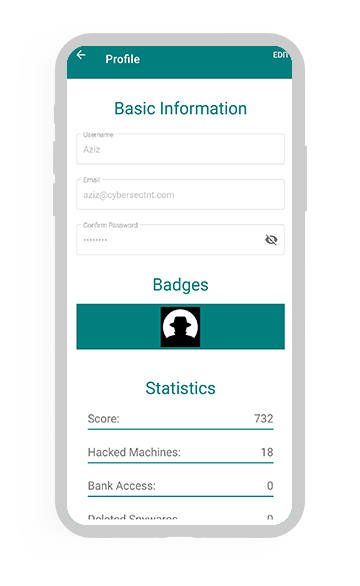 Profile
EDIT
Basic Information
Username
Aziz
Email
aziz@cybersectnt.com
Confirm Password
••••••••
Badges
Statistics
Score: 732
Hacked Machines: 18
Bank Access: 0
Deleted Spywares 0